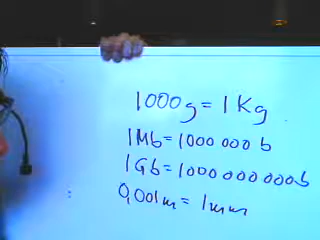 1000g = 1Kg
1Mb = 1000 000 b
1Gb = 1000 000 000b
0,001m = 1mm